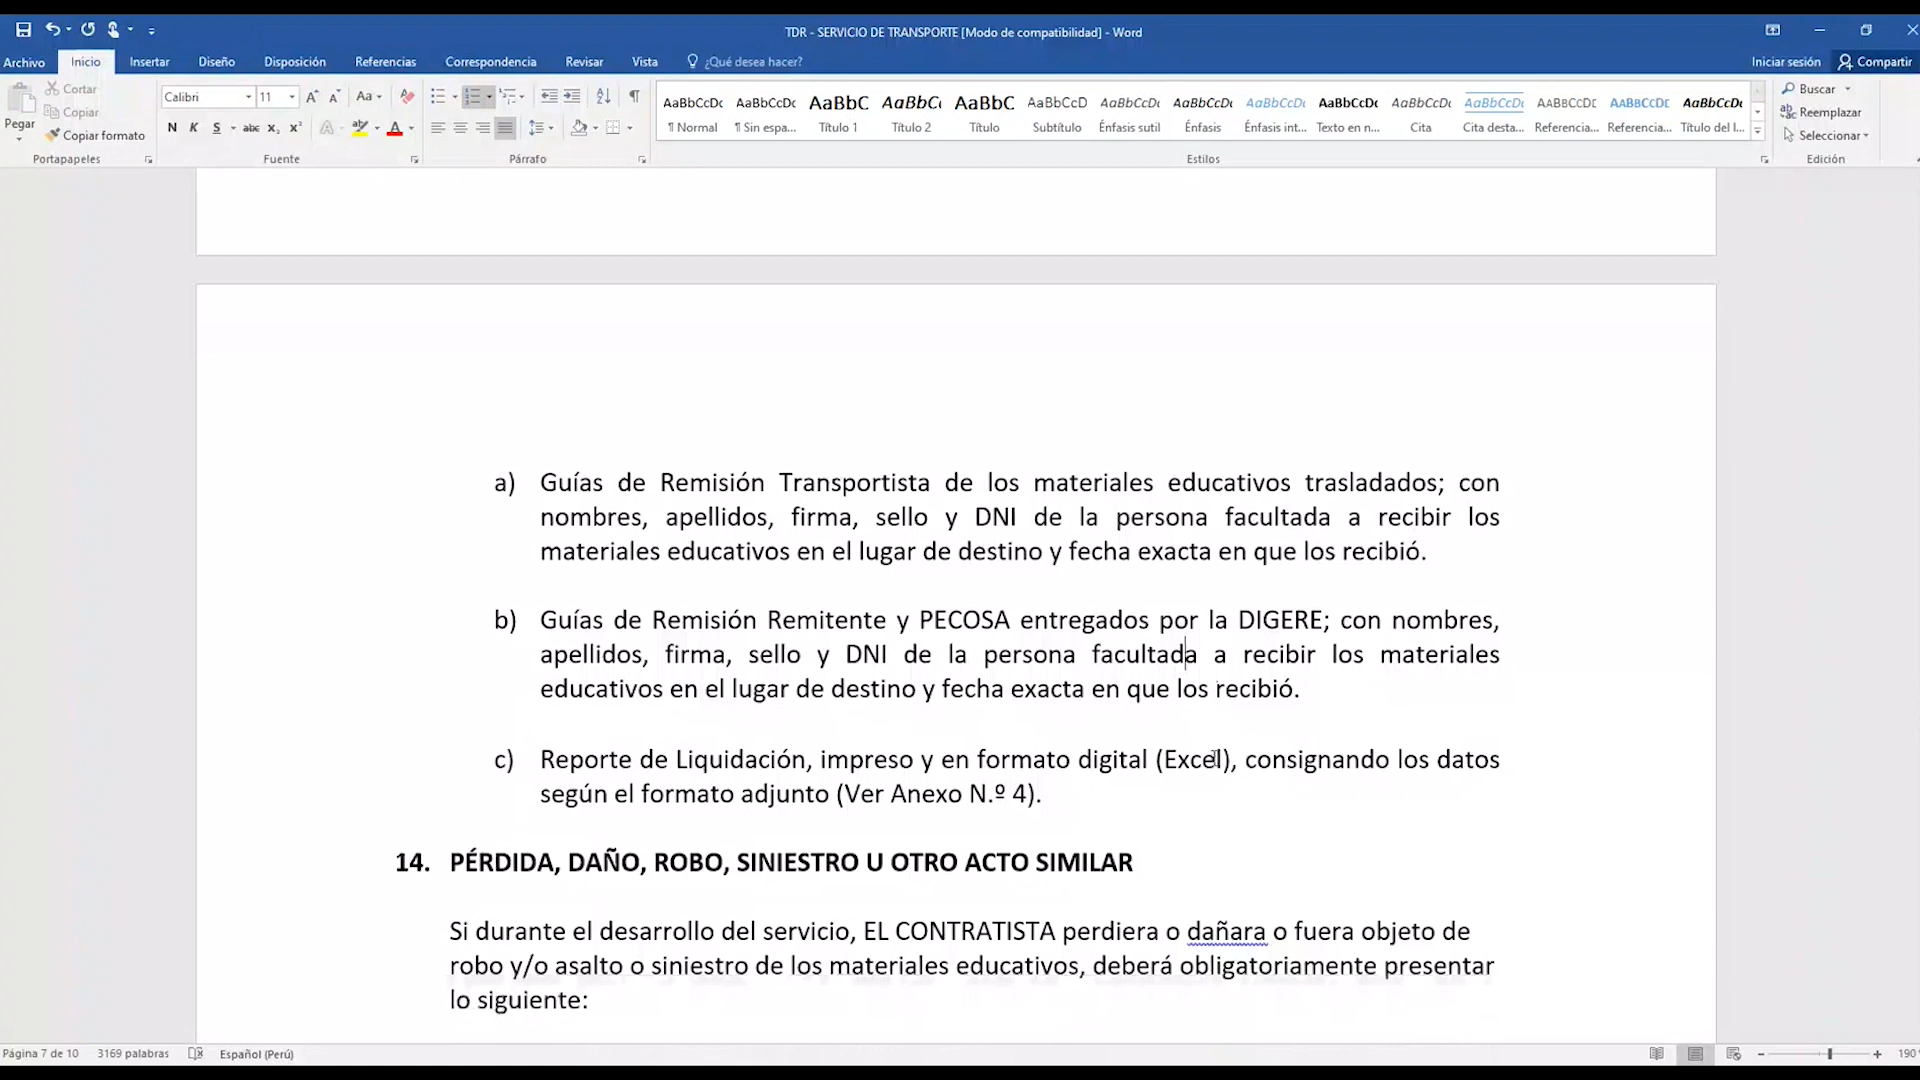 TDR - SERVICIO DE TRANSPORTE [Modo de compatibilidad] - Word
Archivo Inicio Insertar Diseño Disposición Referencias Correspondencia Revisar Vista ¿Qué desea hacer? Iniciar sesión Compartir
Pegar
Cortar
Copiar
Copiar formato
Portapapeles
Calibri 11
Aa
N K S abc x₂ x² A A
Fuente
Párrafo
AaBbCcDc AaBbCcDc AaBbC AaBbCc AaBbC AaBbCcD AaBbCcDc AaBbCcDc AaBbCcDc AaBbCcDc AaBbCcDc AaBbCcDc AaBbCcDc AaBbCcDc AaBbCcDc
¶ Normal ¶ Sin espa... Título 1 Título 2 Título Subtítulo Énfasis sutil Énfasis Énfasis int... Texto en n... Cita Cita desta... Referencia... Referencia... Título del l...
Estilos
Buscar
Reemplazar
Seleccionar
Edición
a) Guías de Remisión Transportista de los materiales educativos trasladados; con
nombres, apellidos, firma, sello y DNI de la persona facultada a recibir los
materiales educativos en el lugar de destino y fecha exacta en que los recibió.
b) Guías de Remisión Remitente y PECOSA entregados por la DIGERE; con nombres,
apellidos, firma, sello y DNI de la persona facultada a recibir los materiales
educativos en el lugar de destino y fecha exacta en que los recibió.
c) Reporte de Liquidación, impreso y en formato digital (Excel), consignando los datos
según el formato adjunto (Ver Anexo N.º 4).
14. PÉRDIDA, DAÑO, ROBO, SINIESTRO U OTRO ACTO SIMILAR
Si durante el desarrollo del servicio, EL CONTRATISTA perdiera o dañara o fuera objeto de
robo y/o asalto o siniestro de los materiales educativos, deberá obligatoriamente presentar
lo siguiente:
Página 7 de 10 3169 palabras Español (Perú) 190